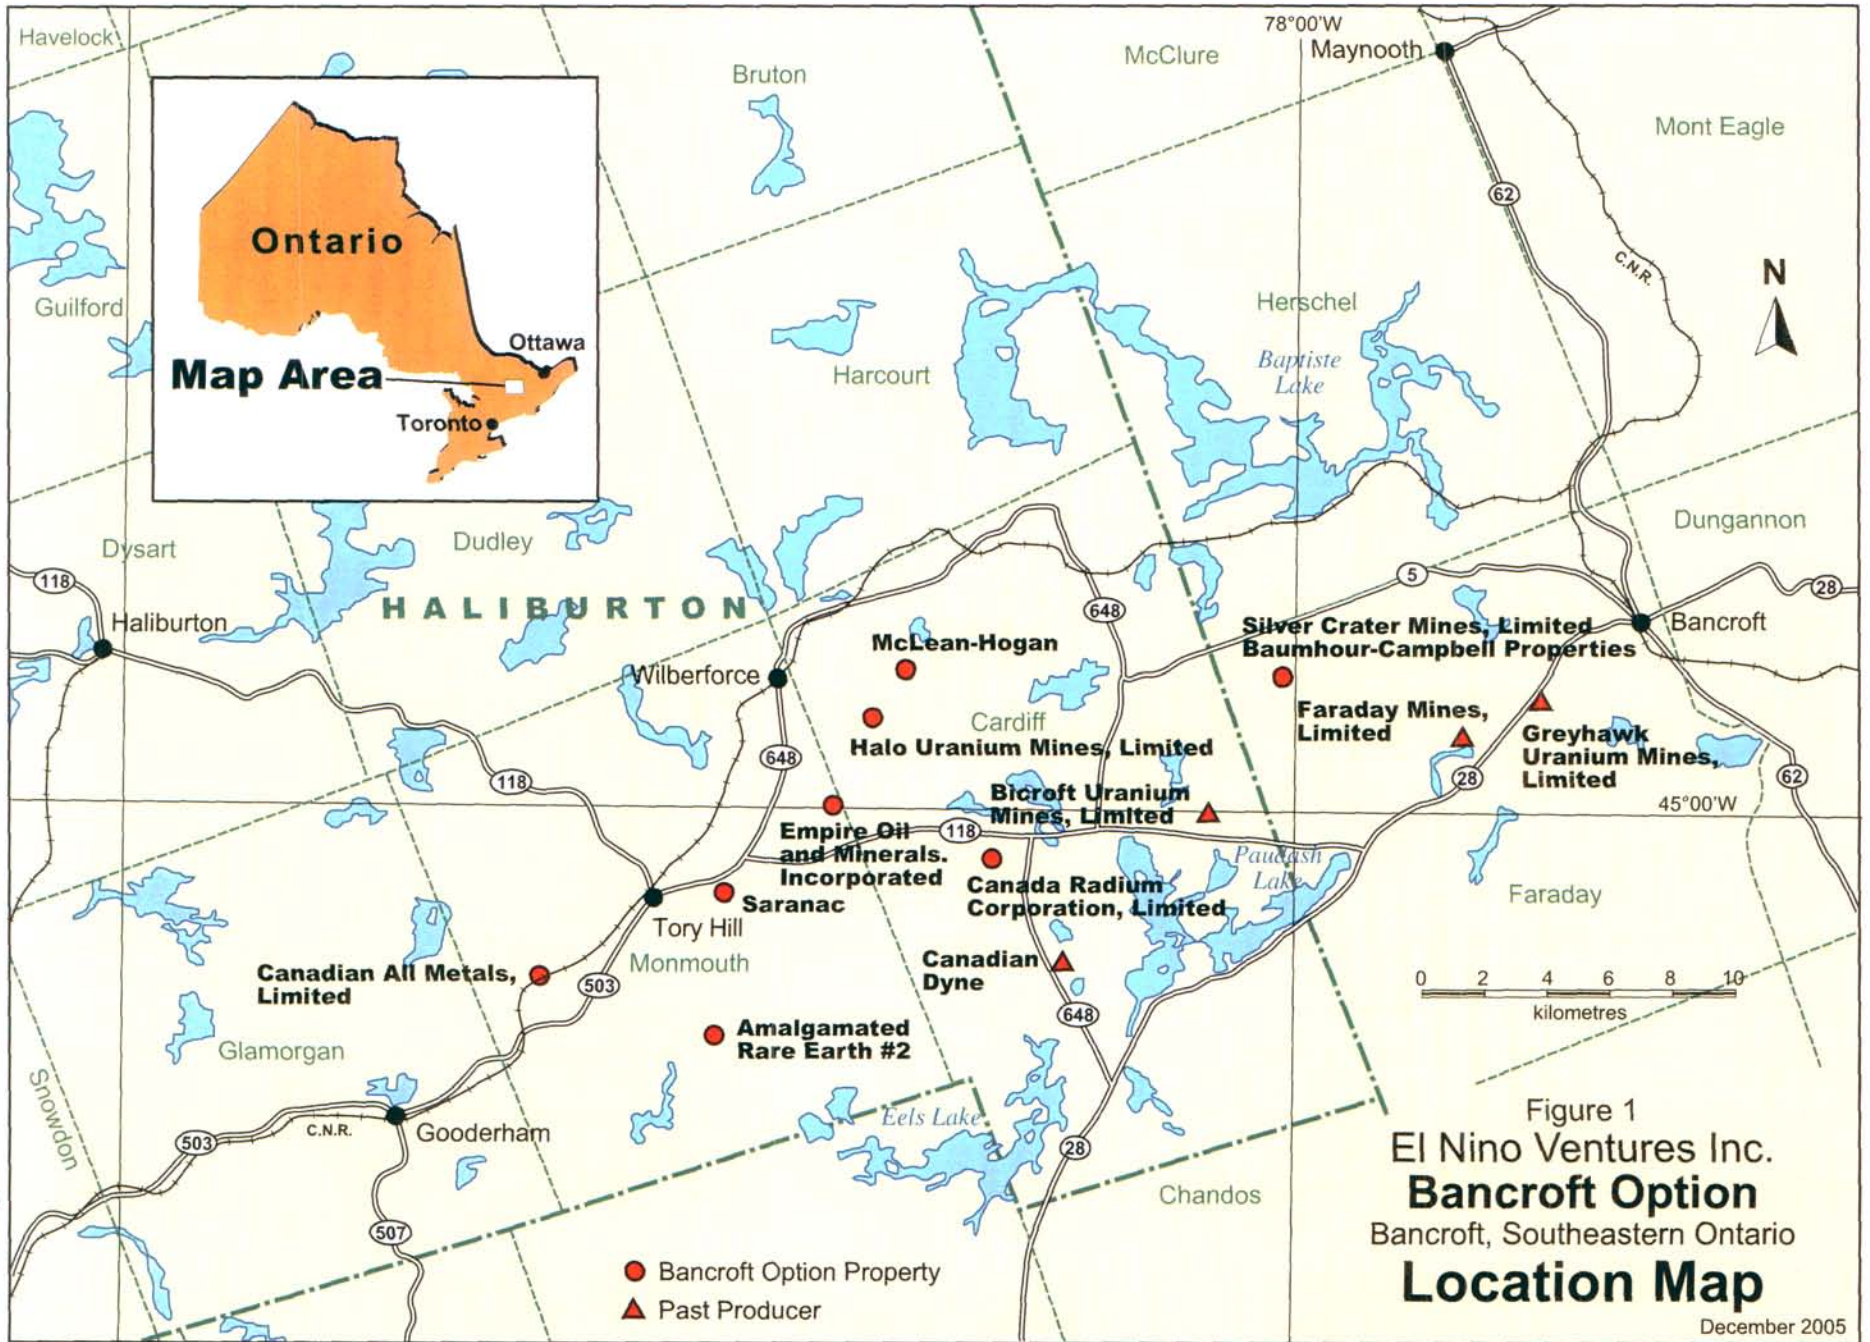 Havelock
Bruton
McClure
78°00'W
Maynooth
Mont Eagle
Ontario
62
C.N.R.
N
Guilford
Ottawa
Map Area
Toronto
Harcourt
Herschel
Baptiste
Lake
Dysart
Dudley
Dungannon
118
HALIBURTON
Haliburton
5
28
648
Bancroft
Silver Crater Mines, Limited
Baumhour-Campbell Properties
McLean-Hogan
Wilberforce
Cardiff
Halo Uranium Mines, Limited
Faraday Mines,
Limited
Greyhawk
Uranium Mines,
Limited
648
118
28
62
Bicroft Uranium
Mines, Limited
45°00'W
118
Empire Oil
and Minerals.
Incorporated
Paudash
Lake
Canada Radium
Corporation, Limited
Faraday
Saranac
Tory Hill
Monmouth
Canadian All Metals,
Limited
503
Canadian
Dyne
648
0 2 4 6 8 10
kilometres
Amalgamated
Rare Earth #2
Glamorgan
Snowdon
Eels Lake
503
C.N.R.
Gooderham
28
Chandos
507
Bancroft Option Property
Past Producer
Figure 1
El Nino Ventures Inc.
Bancroft Option
Bancroft, Southeastern Ontario
Location Map
December 2005